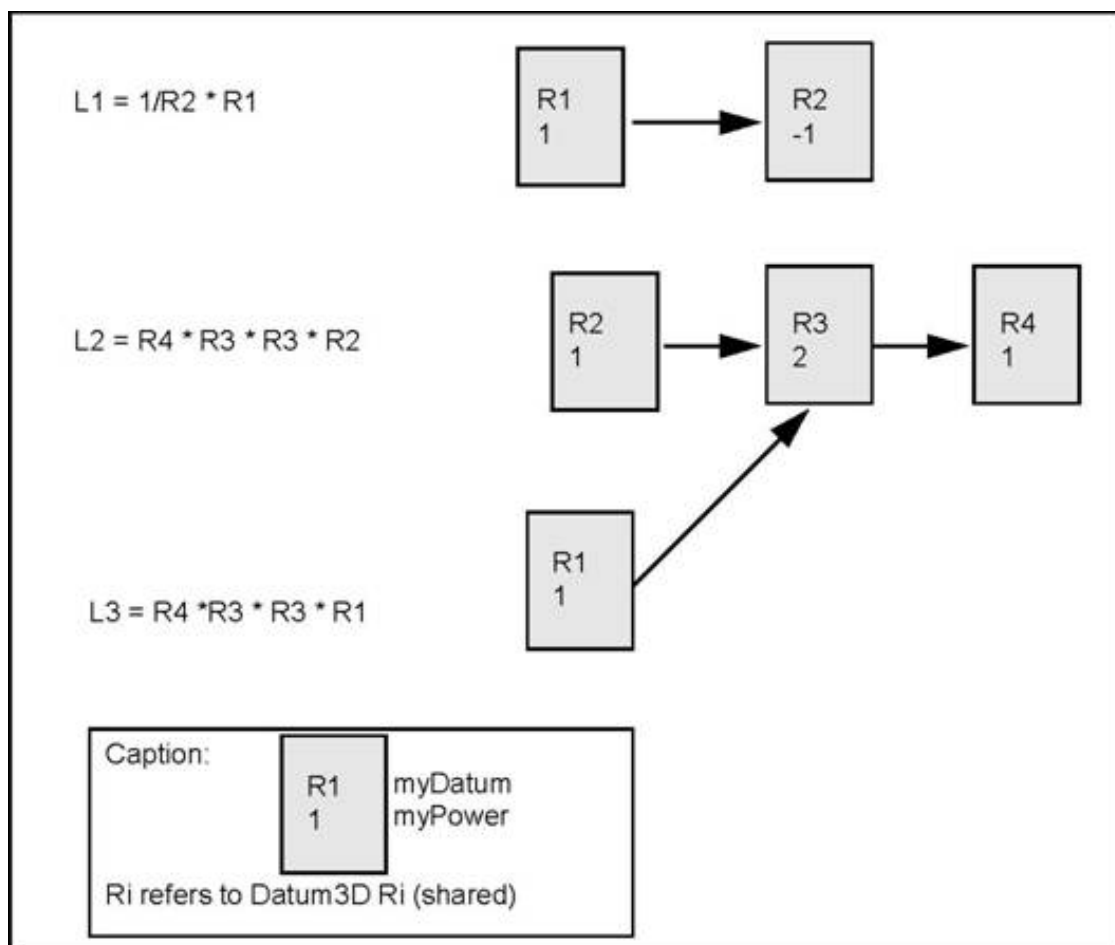 L1 = 1/R2 * R1
R1
1
R2
-1
L2 = R4 * R3 * R3 * R2
R2
1
R3
2
R4
1
L3 = R4 *R3 * R3 * R1
R1
1
Caption:
R1 myDatum
1 myPower
Ri refers to Datum3D Ri (shared)